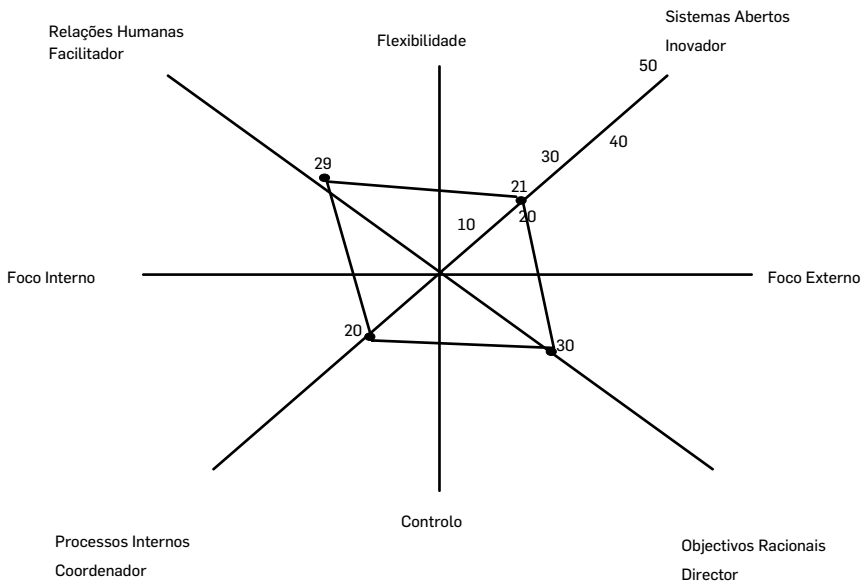 Relações Humanas
Facilitador
Flexibilidade
Sistemas Abertos
Inovador
50
40
30
29
21
20
10
Foco Interno
Foco Externo
20
30
Controlo
Processos Internos
Coordenador
Objectivos Racionais
Director